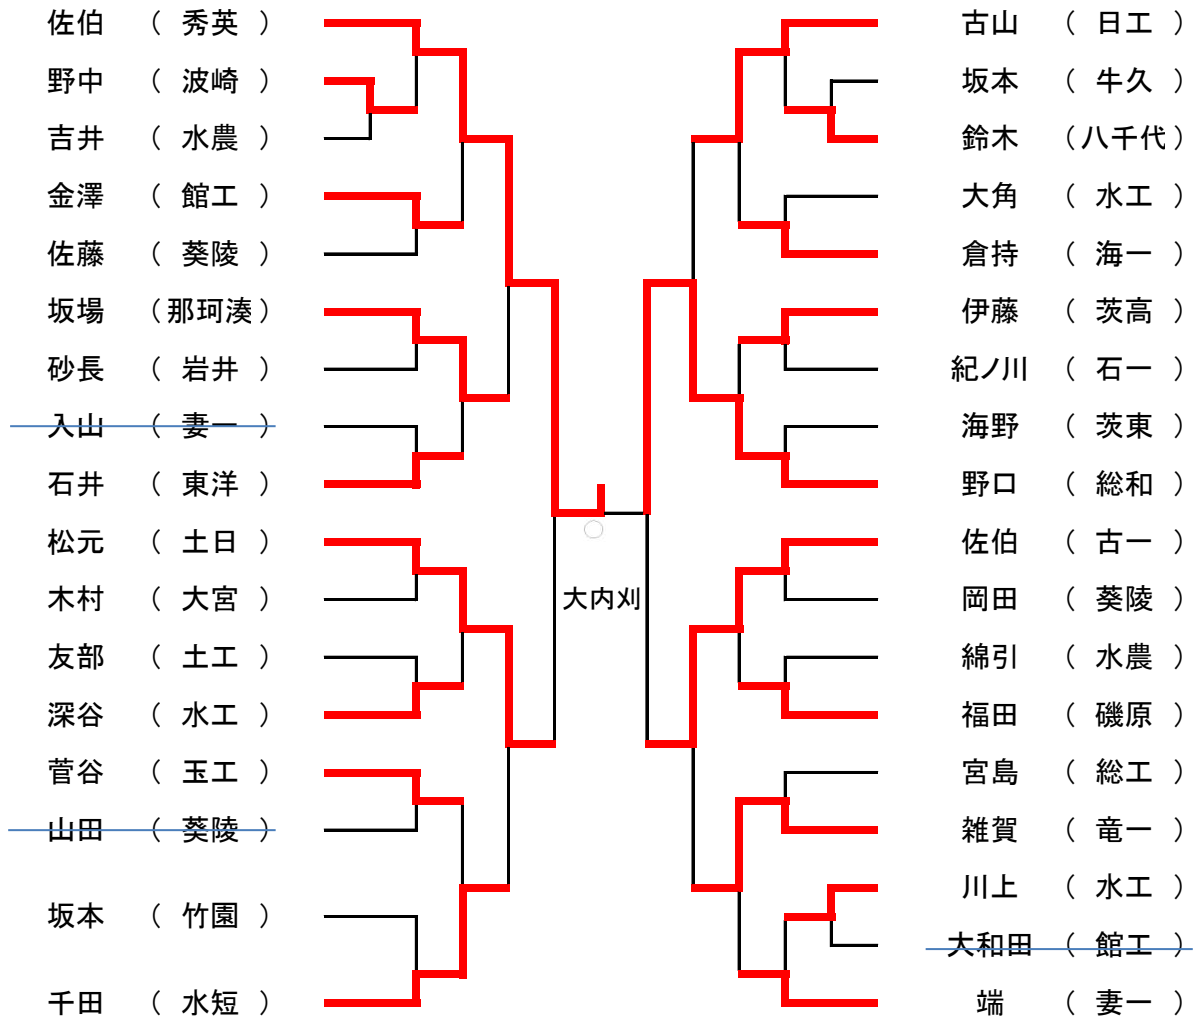 佐伯 （ 秀英 ）
野中 （ 波崎 ）
吉井 （ 水農 ）
金澤 （ 館工 ）
佐藤 （ 葵陵 ）
坂場 （那珂湊）
砂長 （ 岩井 ）
入山 （ 妻一 ）
石井 （ 東洋 ）
松元 （ 土日 ）
木村 （ 大宮 ）
友部 （ 土工 ）
深谷 （ 水工 ）
菅谷 （ 玉工 ）
山田 （ 葵陵 ）
坂本 （ 竹園 ）
千田 （ 水短 ）
大内刈
古山 （ 日工 ）
坂本 （ 牛久 ）
鈴木 （八千代）
大角 （ 水工 ）
倉持 （ 海一 ）
伊藤 （ 茨高 ）
紀ノ川 （ 石一 ）
海野 （ 茨東 ）
野口 （ 総和 ）
佐伯 （ 古一 ）
岡田 （ 葵陵 ）
綿引 （ 水農 ）
福田 （ 磯原 ）
宮島 （ 総工 ）
雑賀 （ 竜一 ）
川上 （ 水工 ）
大和田 （ 館工 ）
端 （ 妻一 ）